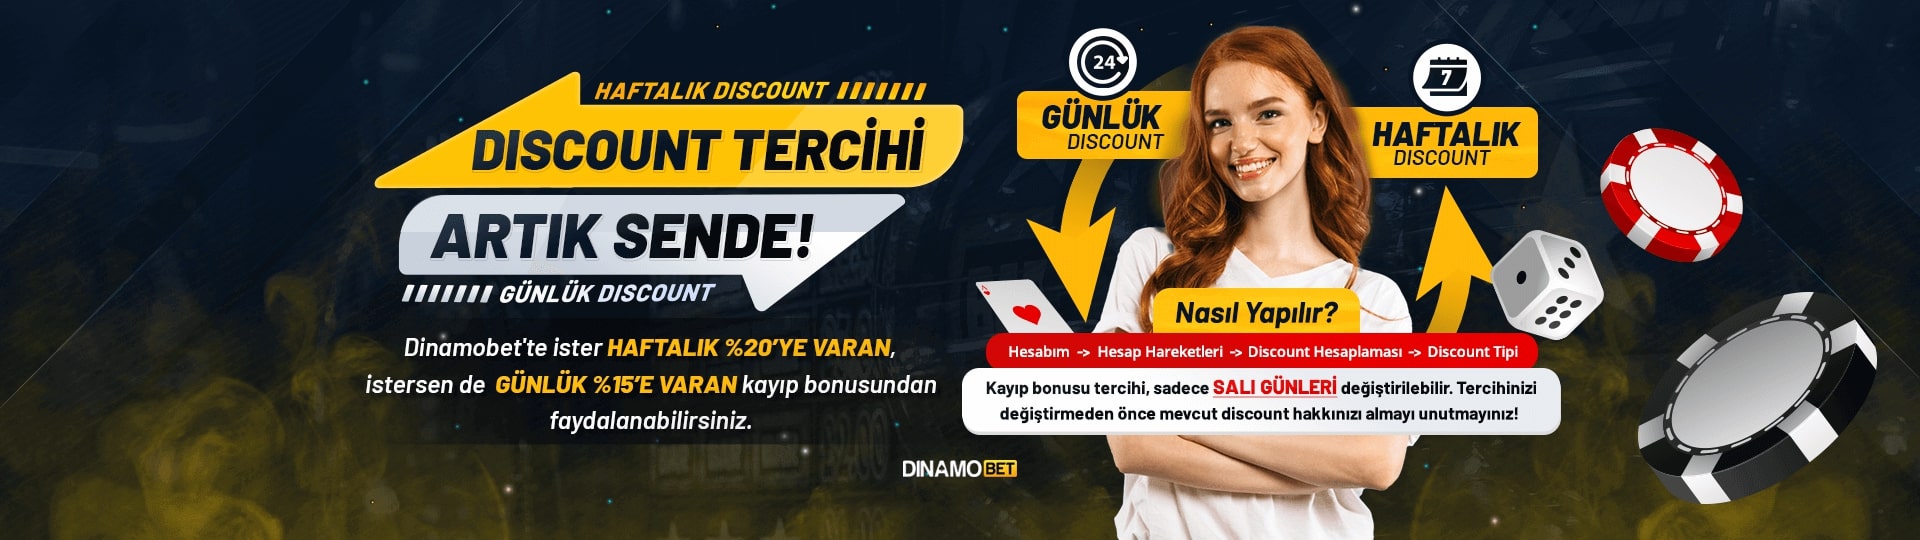 HAFTALIK DISCOUNT
DISCOUNT TERCİHİ
ARTIK SENDE!
GÜNLÜK DISCOUNT
Dinamobet'te ister HAFTALIK %20'YE VARAN,
istersen de GÜNLÜK %15'E VARAN kayıp bonusundan
faydalanabilirsiniz.
24
GÜNLÜK
DISCOUNT
7
HAFTALIK
DISCOUNT
A
Nasıl Yapılır?
Hesabım -> Hesap Hareketleri -> Discount Hesaplaması -> Discount Tipi
Kayıp bonusu tercihi, sadece SALI GÜNLERİ değiştirilebilir. Tercihinizi
değiştirmeden önce mevcut discount hakkınızı almayı unutmayınız!
DINAMOBET